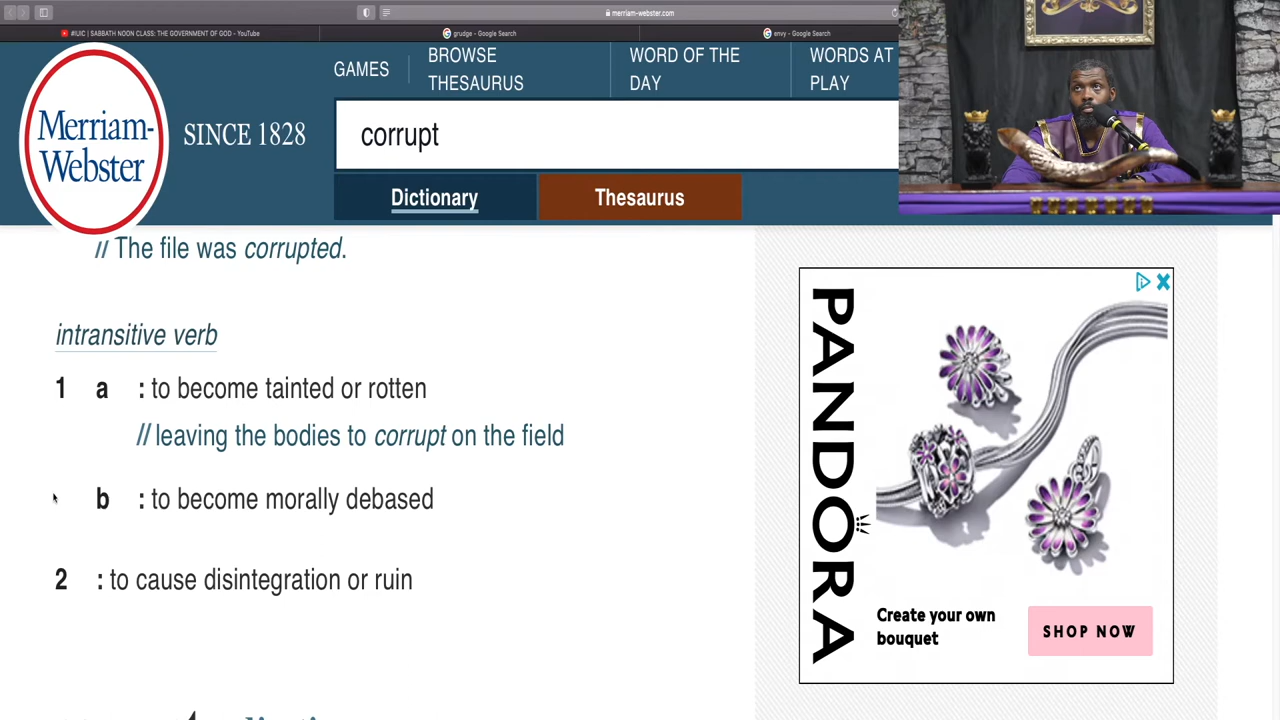 merriam-webster.com
#IUIC | SABBATH NOON CLASS: THE GOVERNMENT OF GOD - YouTube
grudge - Google Search
envy - Google Search
Merriam-
Webster
SINCE 1828
GAMES
BROWSE
THESAURUS
WORD OF THE
DAY
WORDS AT
PLAY
corrupt
Dictionary
Thesaurus
// The file was corrupted.
intransitive verb
1 a : to become tainted or rotten
// leaving the bodies to corrupt on the field
b : to become morally debased
2 : to cause disintegration or ruin
PANDORA
Create your own
bouquet
SHOP NOW